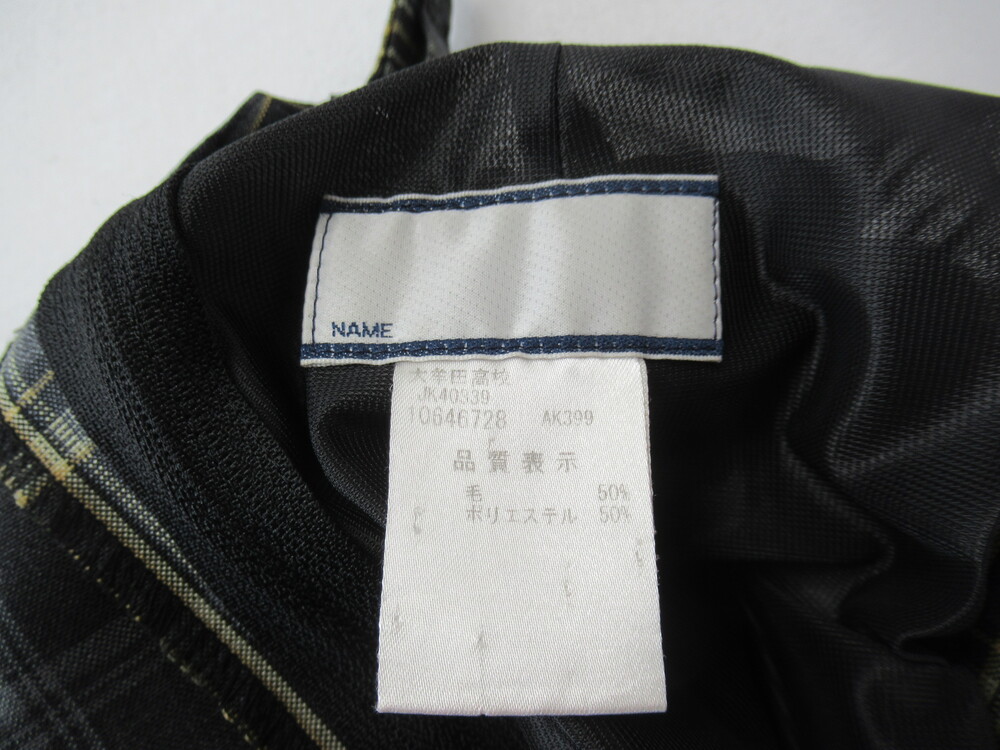 NAME
大牟田高校
JK40339
10646728 AK399
品質表示
毛 50%
ポリエステル 50%